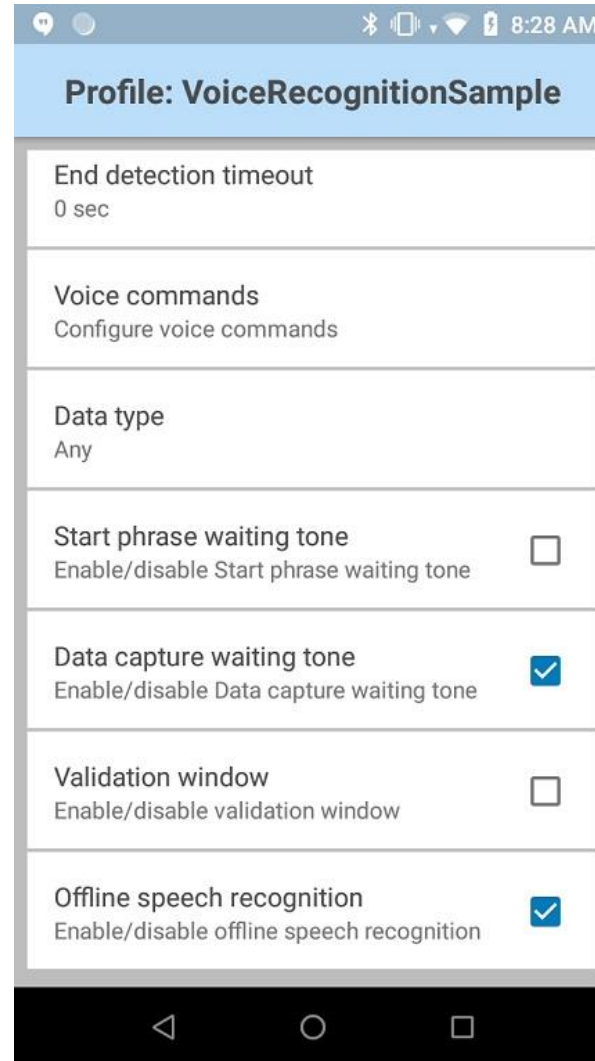 8:28 AM
Profile: VoiceRecognitionSample
End detection timeout
0 sec
Voice commands
Configure voice commands
Data type
Any
Start phrase waiting tone
Enable/disable Start phrase waiting tone
Data capture waiting tone
Enable/disable Data capture waiting tone
Validation window
Enable/disable validation window
Offline speech recognition
Enable/disable offline speech recognition